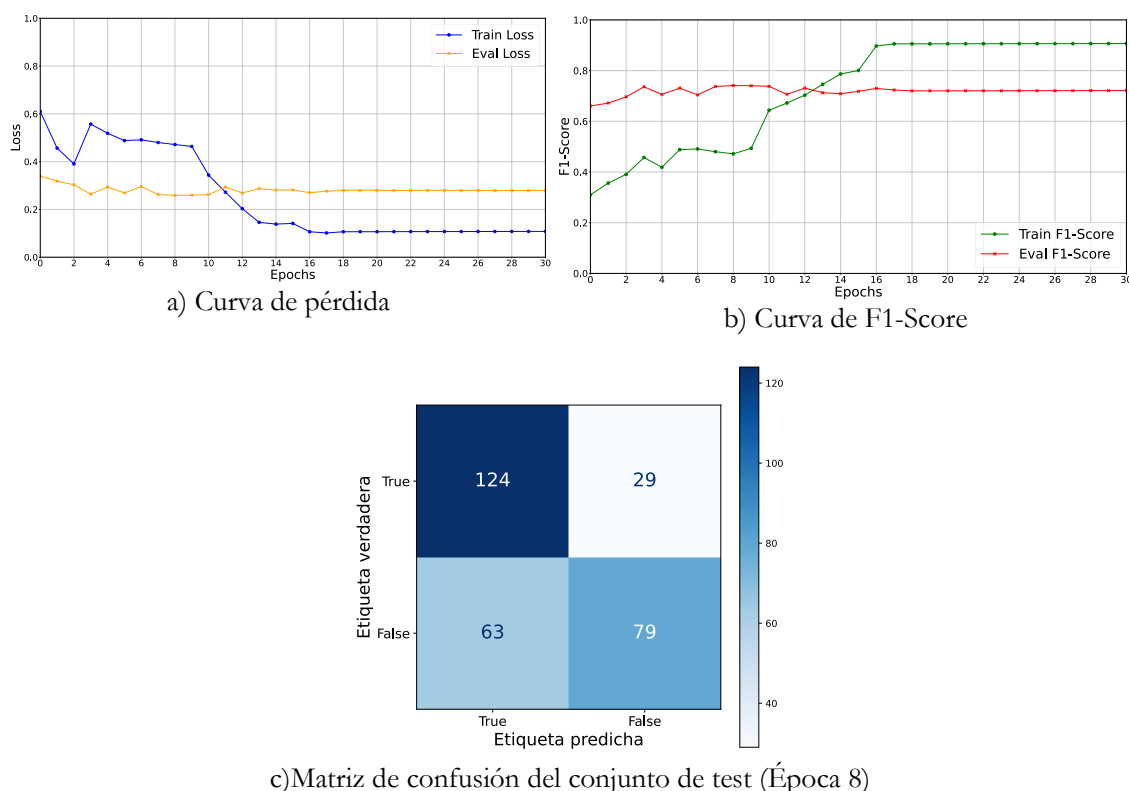 1.0
0.8
0.6
0.4
0.2
0.0
Loss
Train Loss
Eval Loss
0 2 4 6 8 10 12 14 16 18 20 22 24 26 28 30
Epochs
a) Curva de pérdida
1.0
0.8
0.6
0.4
0.2
0.0
F1-Score
Train F1-Score
Eval F1-Score
0 2 4 6 8 10 12 14 16 18 20 22 24 26 28 30
Epochs
b) Curva de F1-Score
Etiqueta verdadera
True
False
124 29
63 79
True False
Etiqueta predicha
120
100
80
60
40
c)Matriz de confusión del conjunto de test (Época 8)